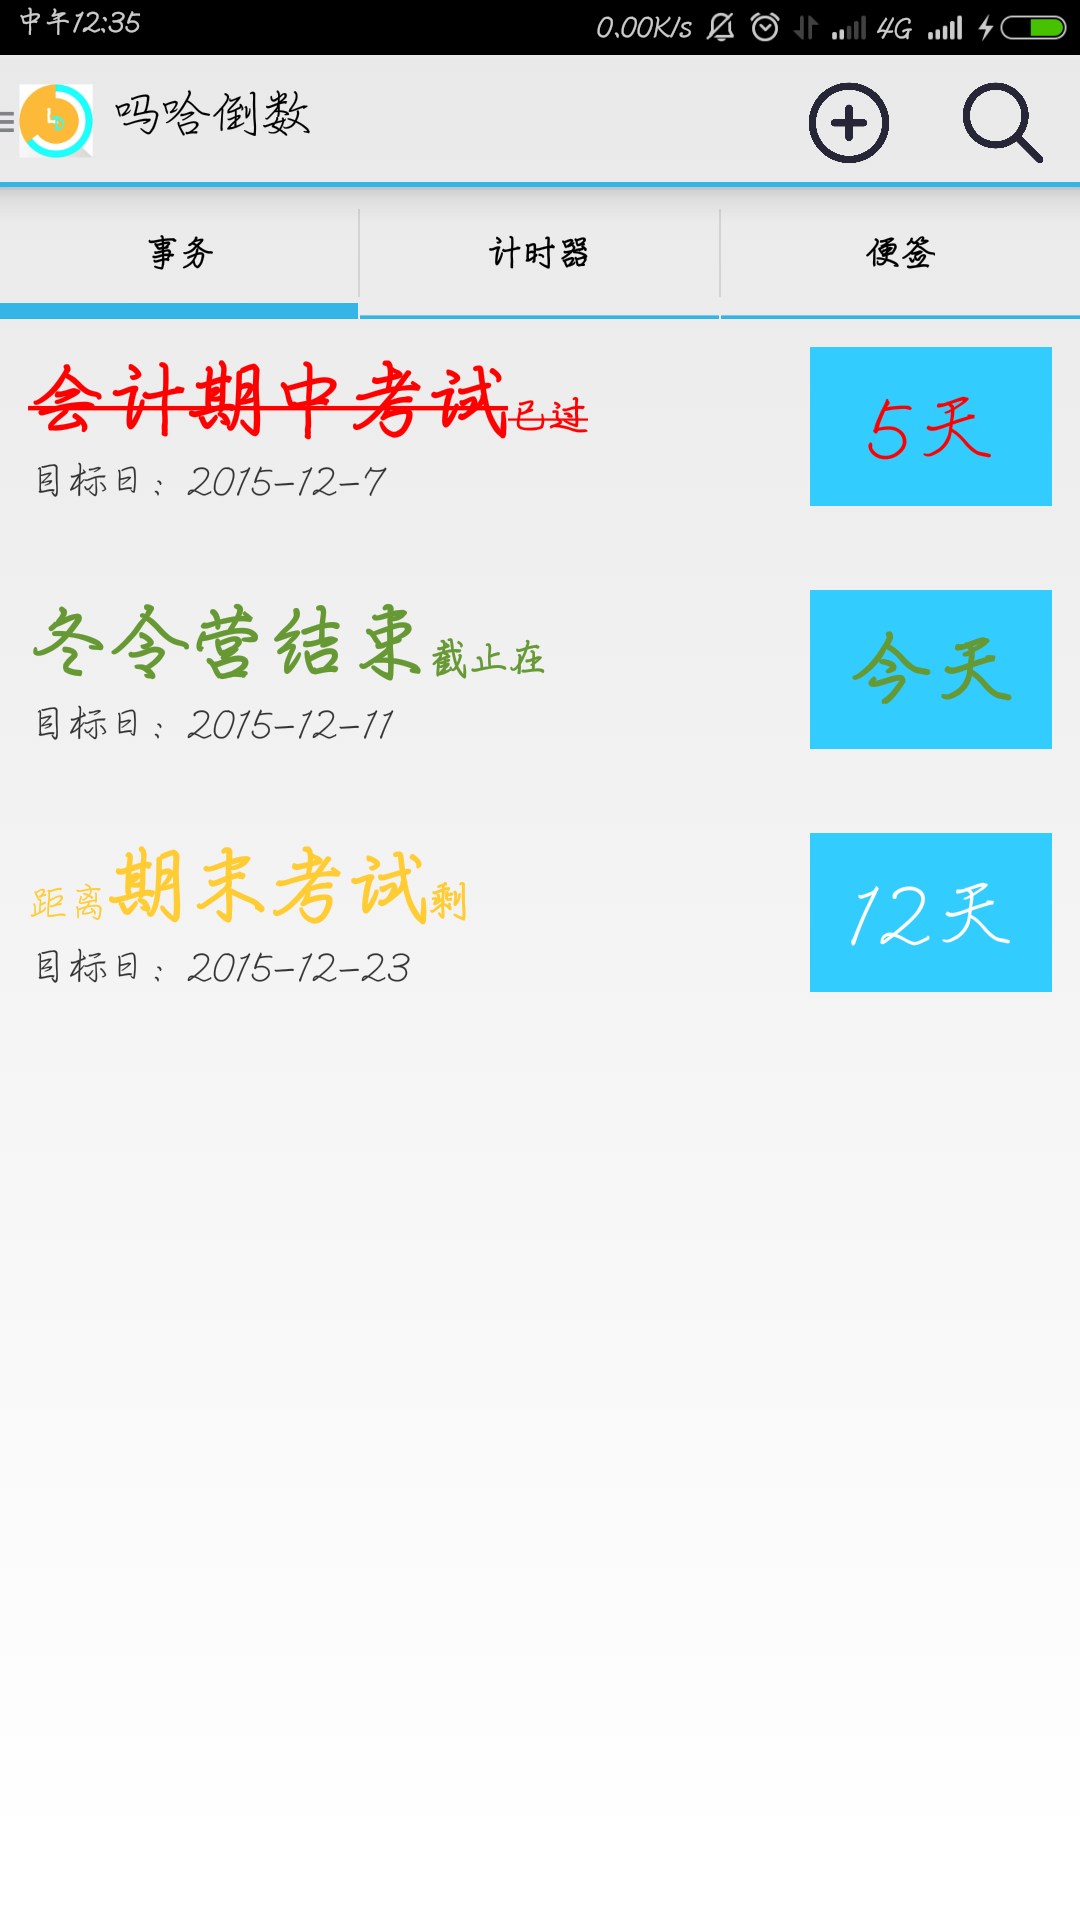 中午12:35 0.00K/s 4G
吗哈倒数
事务 计时器 便签
会计期中考试已过 5天
目标日：2015-12-7
冬令营结束截止在 今天
目标日：2015-12-11
距离期末考试剩 12天
目标日：2015-12-23